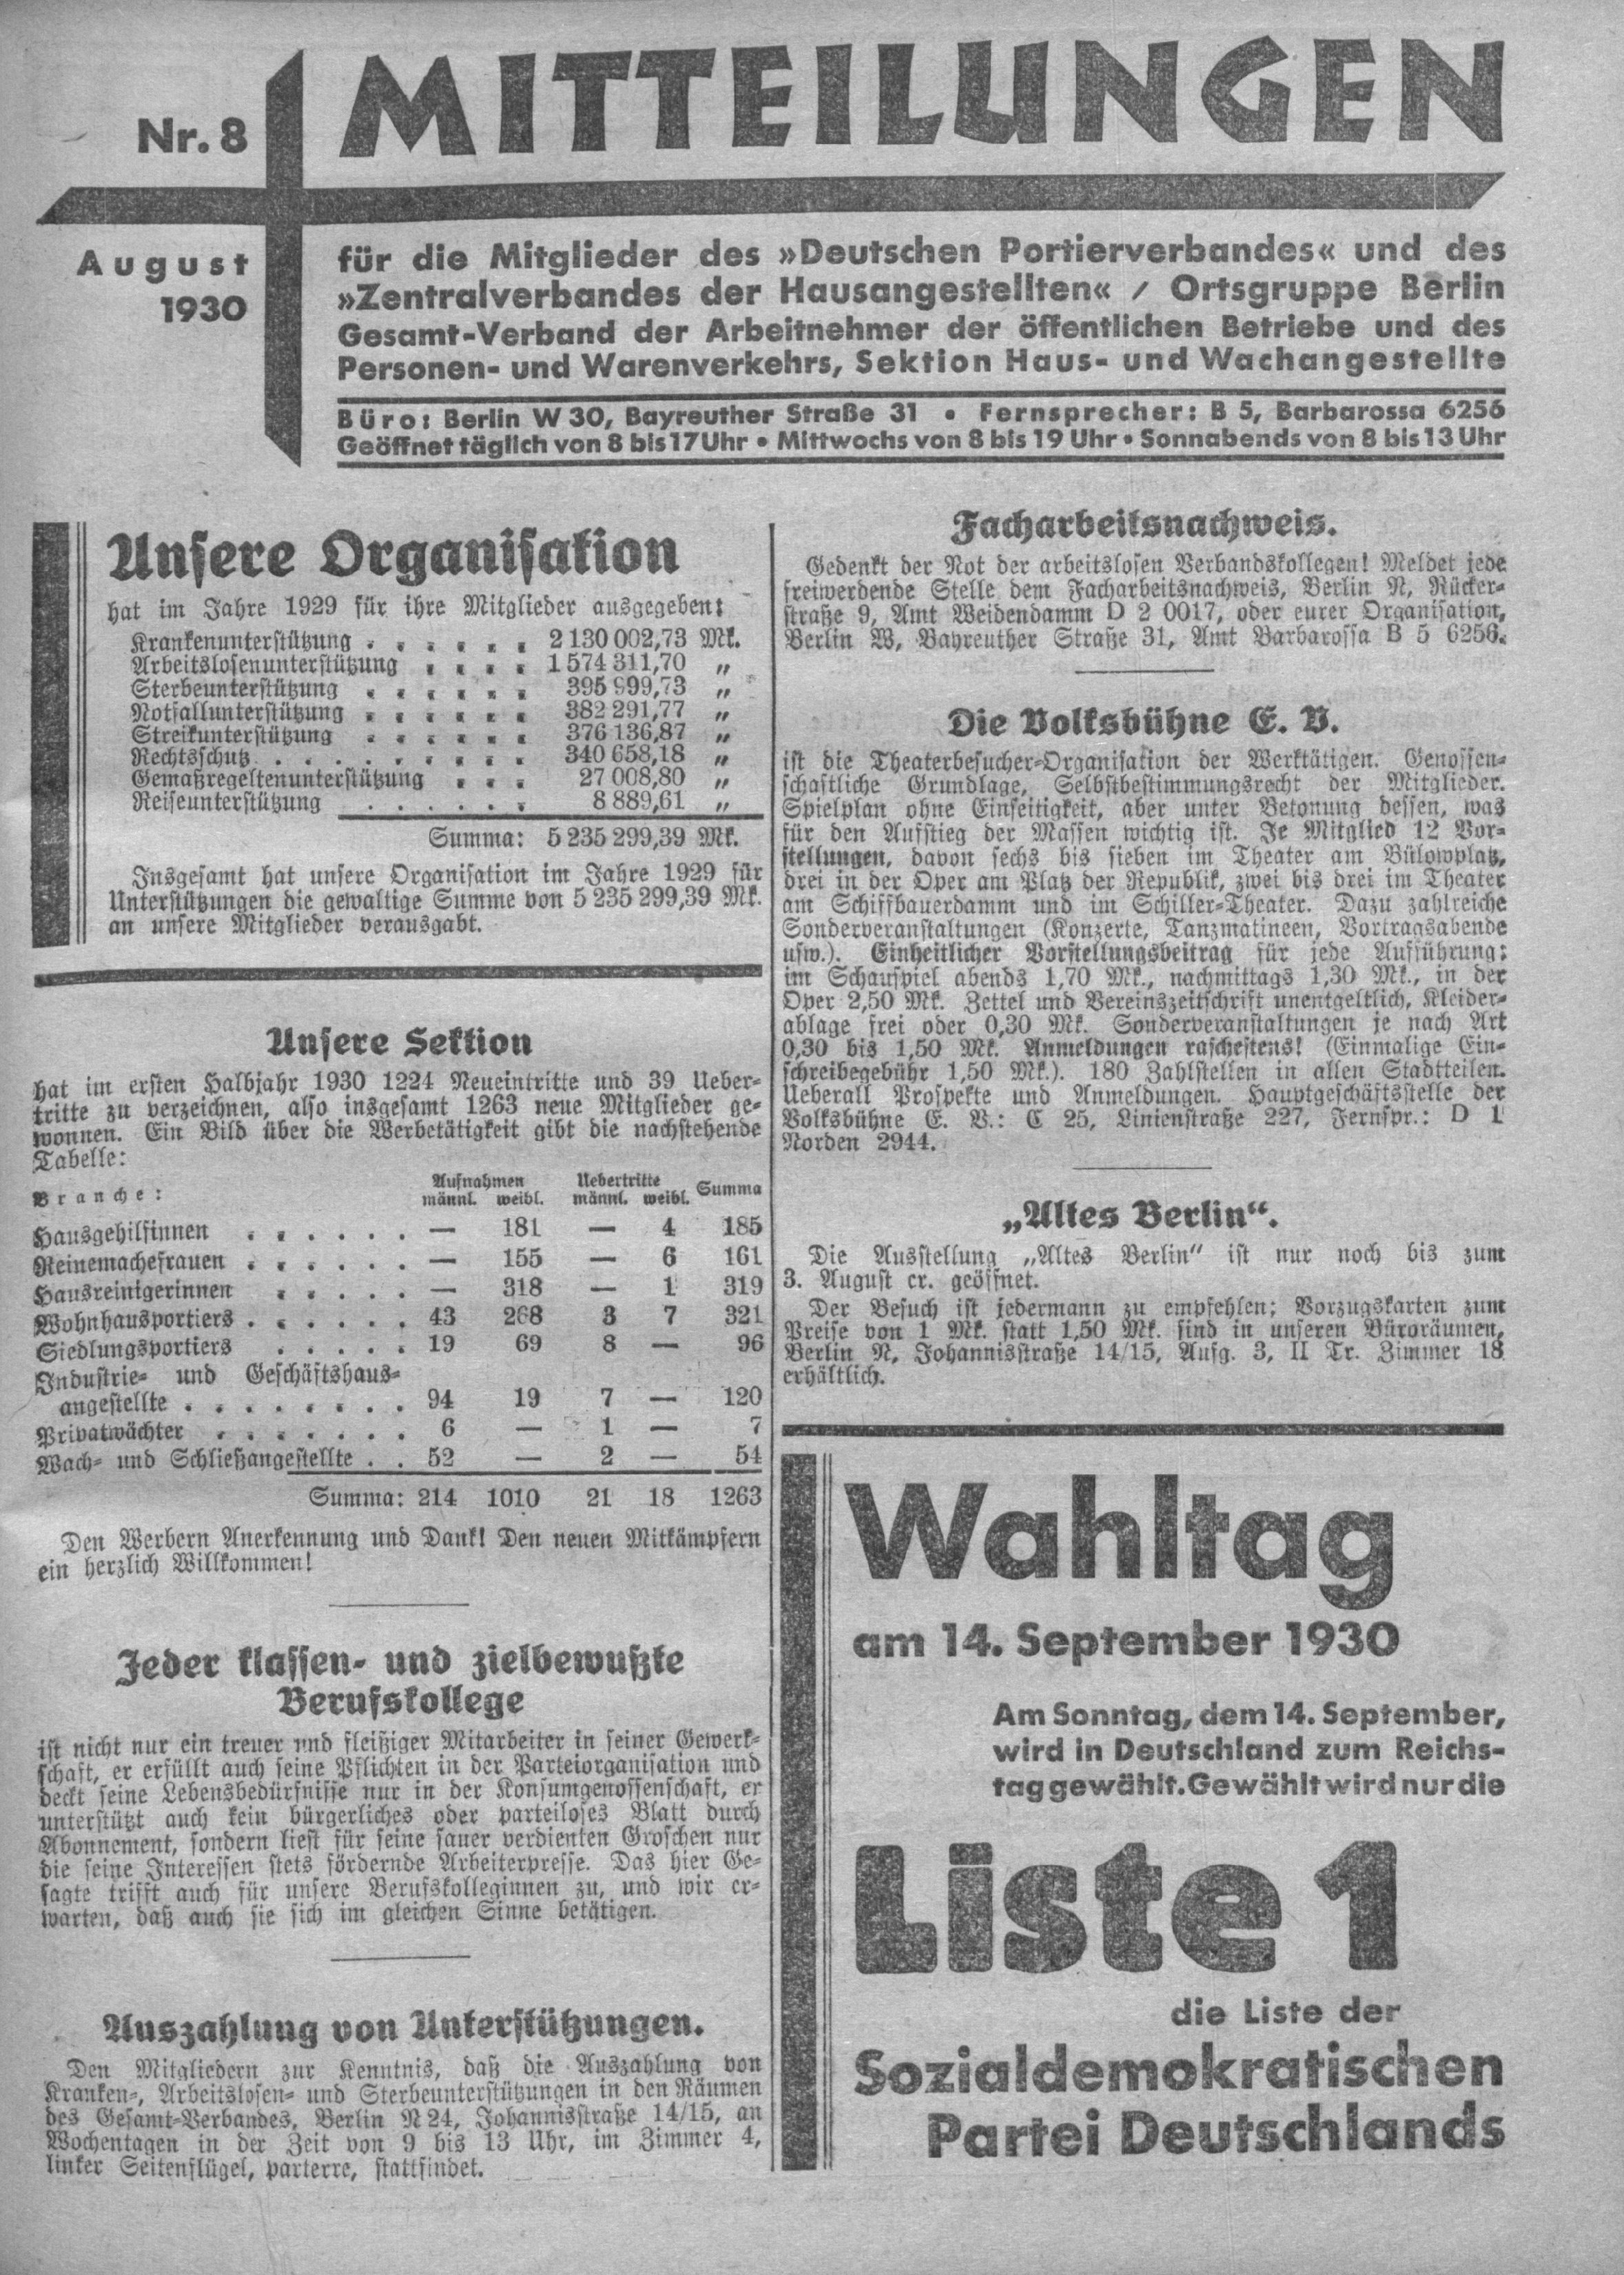 Nr. 8
MITTEILUNGEN
August
1930
für die Mitglieder des »Deutschen Portierverbandes« und des
»Zentralverbandes der Hausangestellten« / Ortsgruppe Berlin
Gesamt-Verband der Arbeitnehmer der öffentlichen Betriebe und des
Personen- und Warenverkehrs, Sektion Haus- und Wachangestellte
Büro: Berlin W 30, Bayreuther Straße 31 • Fernsprecher: B 5, Barbarossa 6256
Geöffnet täglich von 8 bis 17 Uhr • Mittwochs von 8 bis 19 Uhr • Sonnabends von 8 bis 13 Uhr
Unsere Organisation
hat im Jahre 1929 für ihre Mitglieder ausgegeben:
Krankenunterstützung . . . . . . 2 130 002,73 Mk.
Arbeitslosenunterstützung . . . . 1 574 311,70 „
Sterbeunterstützung . . . . . . 395 999,73 „
Notfallunterstützung . . . . . . 382 291,77 „
Streikunterstützung . . . . . . 376 136,87 „
Rechtsschutz . . . . . . . . . 340 658,18 „
Gemaßregeltenunterstützung . . . 27 008,80 „
Reiseunterstützung . . . . . . 8 889,61 „
Summa: 5 235 299,39 Mk.
Insgesamt hat unsere Organisation im Jahre 1929 für
Unterstützungen die gewaltige Summe von 5 235 299,39 Mk.
an unsere Mitglieder verausgabt.
Unsere Sektion
hat im ersten Halbjahr 1930 1224 Neueintritte und 39 Ueber-
tritte zu verzeichnen, also insgesamt 1263 neue Mitglieder ge-
wonnen. Ein Bild über die Werbetätigkeit gibt die nachstehende
Tabelle:
Branche: Aufnahmen Uebertritte Summa
männl. weibl. männl. weibl.
Hausgehilfinnen . . . . . . — 181 — 4 185
Reinemachefrauen . . . . . . — 155 — 6 161
Hausreinigerinnen . . . . . — 318 — 1 319
Wohnhausportiers . . . . . . 43 268 3 7 321
Siedlungsportiers . . . . . 19 69 8 — 96
Industrie- und Geschäftshaus-
angestellte . . . . . . . . 94 19 7 — 120
Privatwächter . . . . . . . 6 — 1 — 7
Wach- und Schließangestellte . . 52 — 2 — 54
Summa: 214 1010 21 18 1263
Den Werbern Anerkennung und Dank! Den neuen Mitkämpfern
ein herzlich Willkommen!
Jeder klassen- und zielbewußte
Berufskollege
ist nicht nur ein treuer und fleißiger Mitarbeiter in seiner Gewerk-
schaft, er erfüllt auch seine Pflichten in der Parteiorganisation und
deckt seine Lebensbedürfnisse nur in der Konsumgenossenschaft, er
unterstützt auch kein bürgerliches oder parteiloses Blatt durch
Abonnement, sondern liest für seine sauer verdienten Groschen nur
die seine Interessen stets fördernde Arbeiterpresse. Das hier Ge-
sagte trifft auch für unsere Berufskolleginnen zu, und wir er-
warten, daß auch sie sich im gleichen Sinne betätigen.
Auszahlung von Unterstützungen.
Den Mitgliedern zur Kenntnis, daß die Auszahlung von
Kranken-, Arbeitslosen- und Sterbeunterstützungen in den Räumen
des Gesamt-Verbandes, Berlin N 24, Johannisstraße 14/15, an
Wochentagen in der Zeit von 9 bis 13 Uhr, im Zimmer 4,
linker Seitenflügel, parterre, stattfindet.
Facharbeitsnachweis.
Gedenkt der Not der arbeitslosen Verbandskollegen! Meldet jede
freiwerdende Stelle dem Facharbeitsnachweis, Berlin N, Rücker-
straße 9, Amt Weidendamm D 2 0017, oder eurer Organisation,
Berlin W, Bayreuther Straße 31, Amt Barbarossa B 5 6256.
Die Volksbühne E. V.
ist die Theaterbesucher-Organisation der Werktätigen. Genossen-
schaftliche Grundlage, Selbstbestimmungsrecht der Mitglieder.
Spielplan ohne Einseitigkeit, aber unter Betonung dessen, was
für den Aufstieg der Massen wichtig ist. Je Mitglied 12 Vor-
stellungen, davon sechs bis sieben im Theater am Bülowplatz,
drei in der Oper am Platz der Republik, zwei bis drei im Theater
am Schiffbauerdamm und im Schiller-Theater. Dazu zahlreiche
Sonderveranstaltungen (Konzerte, Tanzmatineen, Vortragsabende
usw.). Einheitlicher Vorstellungsbeitrag für jede Aufführung:
im Schauspiel abends 1,70 Mk., nachmittags 1,30 Mk., in der
Oper 2,50 Mk. Zettel und Vereinszeitschrift unentgeltlich, Kleider-
ablage frei oder 0,30 Mk. Sonderveranstaltungen je nach Art
0,30 bis 1,50 Mk. Anmeldungen raschestens! (Einmalige Ein-
schreibegebühr 1,50 Mk.). 180 Zahlstellen in allen Stadtteilen.
Ueberall Prospekte und Anmeldungen. Hauptgeschäftsstelle der
Volksbühne E. V.: C 25, Linienstraße 227, Fernspr.: D 1
Norden 2944.
„Altes Berlin“.
Die Ausstellung „Altes Berlin“ ist nur noch bis zum
3. August cr. geöffnet.
Der Besuch ist jedermann zu empfehlen; Vorzugskarten zum
Preise von 1 Mk. statt 1,50 Mk. sind in unseren Büroräumen,
Berlin N, Johannisstraße 14/15, Aufg. 3, II Tr. Zimmer 18
erhältlich.
Wahltag
am 14. September 1930
Am Sonntag, dem 14. September,
wird in Deutschland zum Reichs-
tag gewählt. Gewählt wird nur die
Liste 1
die Liste der
Sozialdemokratischen
Partei Deutschlands